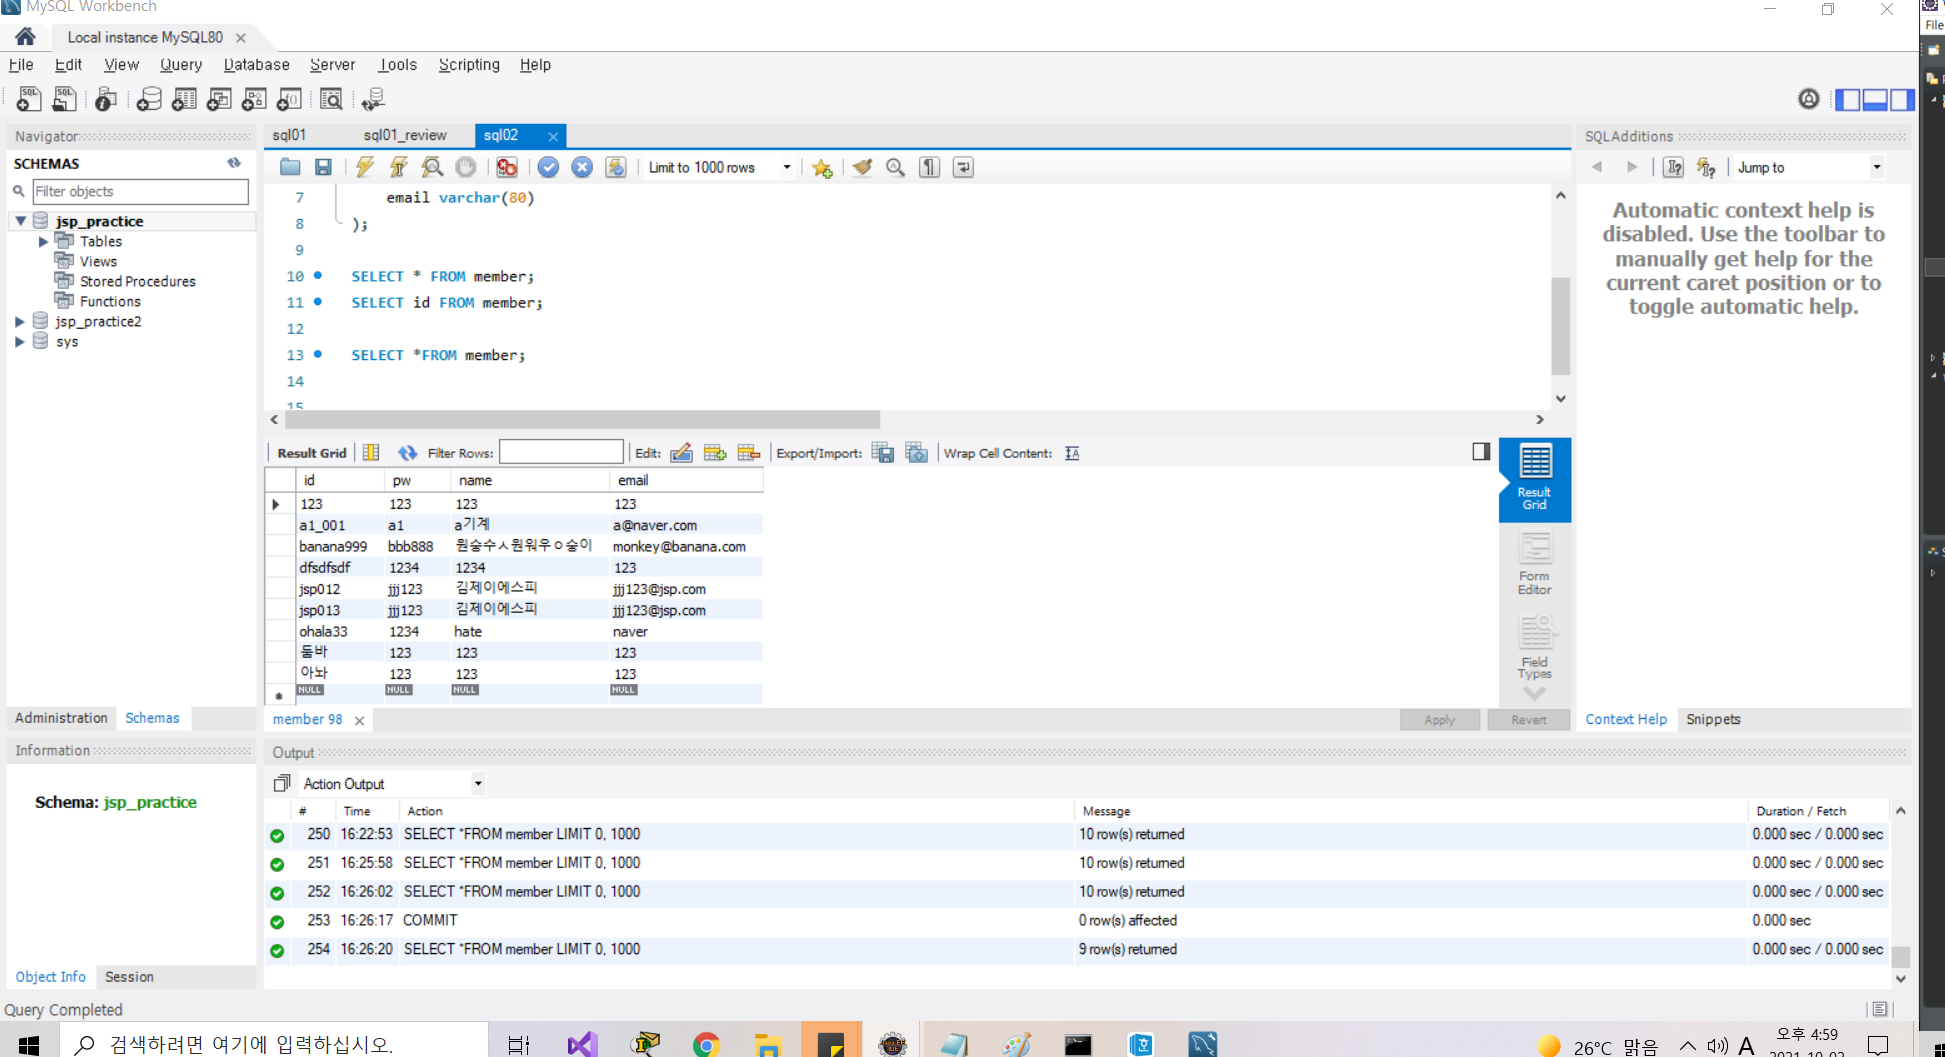 MySQL Workbench
Local instance MySQL80
File Edit View Query Database Server Tools Scripting Help
File
Navigator
SCHEMAS
Filter objects
jsp_practice
Tables
Views
Stored Procedures
Functions
jsp_practice2
sys
Administration Schemas
Information
Schema: jsp_practice
Object Info Session
sql01 sql01_review sql02
Limit to 1000 rows
7 email varchar(80)
8 );
9
10 SELECT * FROM member;
11 SELECT id FROM member;
12
13 SELECT *FROM member;
14
15
Result Grid Filter Rows: Edit: Export/Import: Wrap Cell Content:
id pw name email
123 123 123 123
a1_001 a1 a기계 a@naver.com
banana999 bbb888 원숭수ㅅ원워우ㅇ숭이 monkey@banana.com
dfsdfsdf 1234 1234 123
jsp012 jjj123 김제이에스피 jjj123@jsp.com
jsp013 jjj123 김제이에스피 jjj123@jsp.com
ohala33 1234 hate naver
둠바 123 123 123
아놔 123 123 123
NULL NULL NULL NULL
Result Grid
Form Editor
Field Types
member 98
Apply Revert
SQLAdditions
Jump to
Automatic context help is
disabled. Use the toolbar to
manually get help for the
current caret position or to
toggle automatic help.
Context Help Snippets
Output
Action Output
# Time Action Message Duration / Fetch
250 16:22:53 SELECT *FROM member LIMIT 0, 1000 10 row(s) returned 0.000 sec / 0.000 sec
251 16:25:58 SELECT *FROM member LIMIT 0, 1000 10 row(s) returned 0.000 sec / 0.000 sec
252 16:26:02 SELECT *FROM member LIMIT 0, 1000 10 row(s) returned 0.000 sec / 0.000 sec
253 16:26:17 COMMIT 0 row(s) affected 0.000 sec
254 16:26:20 SELECT *FROM member LIMIT 0, 1000 9 row(s) returned 0.000 sec / 0.000 sec
Query Completed
검색하려면 여기에 입력하십시오.
26°C 맑음
A
오후 4:59
2021-10-02